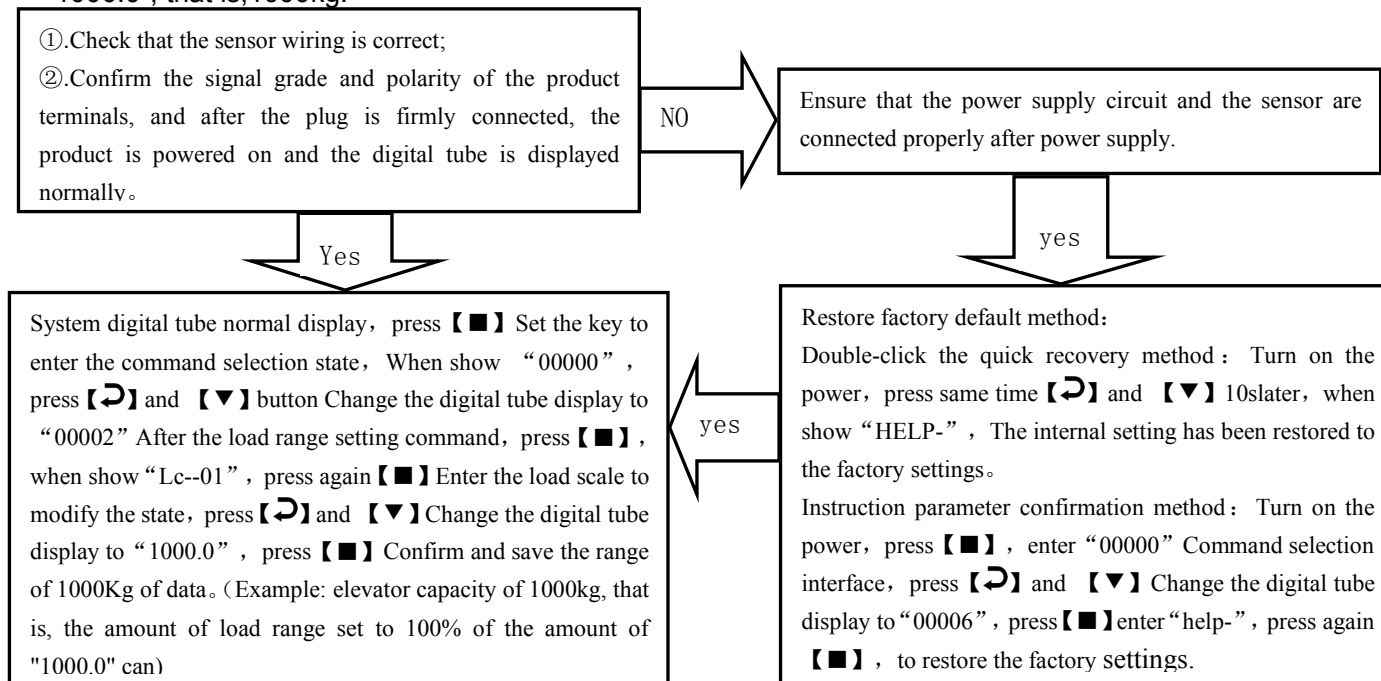 1000.0", that is,1000kg.
①.Check that the sensor wiring is correct;
②.Confirm the signal grade and polarity of the product
terminals, and after the plug is firmly connected, the
product is powered on and the digital tube is displayed
normally。
NO
Ensure that the power supply circuit and the sensor are
connected properly after power supply.
Yes
yes
System digital tube normal display，press【■】Set the key to
enter the command selection state，When show “00000”，
press【⮌】and 【▼】button Change the digital tube display to
“00002”After the load range setting command，press【■】，
when show“Lc--01”，press again【■】Enter the load scale to
modify the state，press【⮌】and 【▼】Change the digital tube
display to“1000.0”，press【■】Confirm and save the range
of 1000Kg of data。（Example: elevator capacity of 1000kg, that
is, the amount of load range set to 100% of the amount of
"1000.0" can)
yes
Restore factory default method：
Double-click the quick recovery method：Turn on the
power，press same time【⮌】and 【▼】10slater，when
show“HELP-”，The internal setting has been restored to
the factory settings。
Instruction parameter confirmation method：Turn on the
power，press【■】，enter“00000”Command selection
interface，press【⮌】and 【▼】Change the digital tube
display to“00006”，press【■】enter“help-”，press again
【■】，to restore the factory settings.